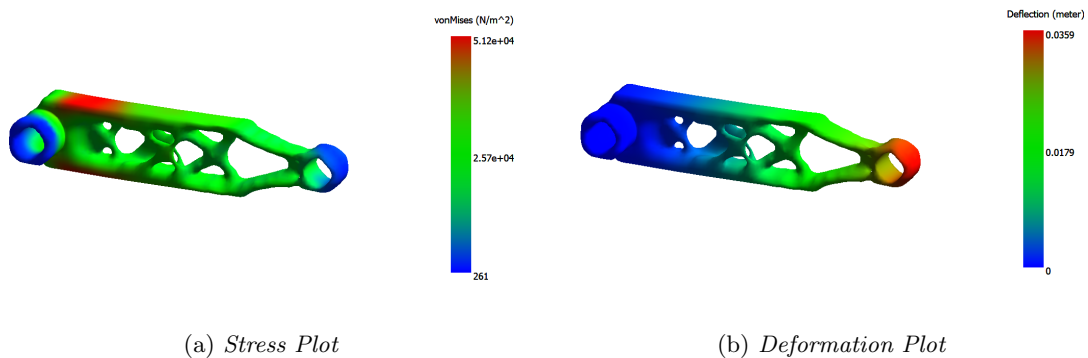 vonMises (N/m^2)
5.12e+04
2.57e+04
261
(a) Stress Plot
Deflection (meter)
0.0359
0.0179
0
(b) Deformation Plot